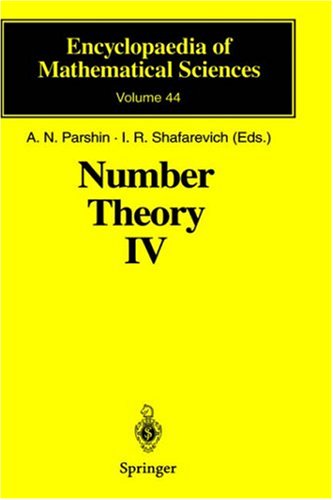 Encyclopaedia of
Mathematical Sciences
Volume 44
A. N. Parshin · I. R. Shafarevich (Eds.)
Number
Theory
IV
Springer